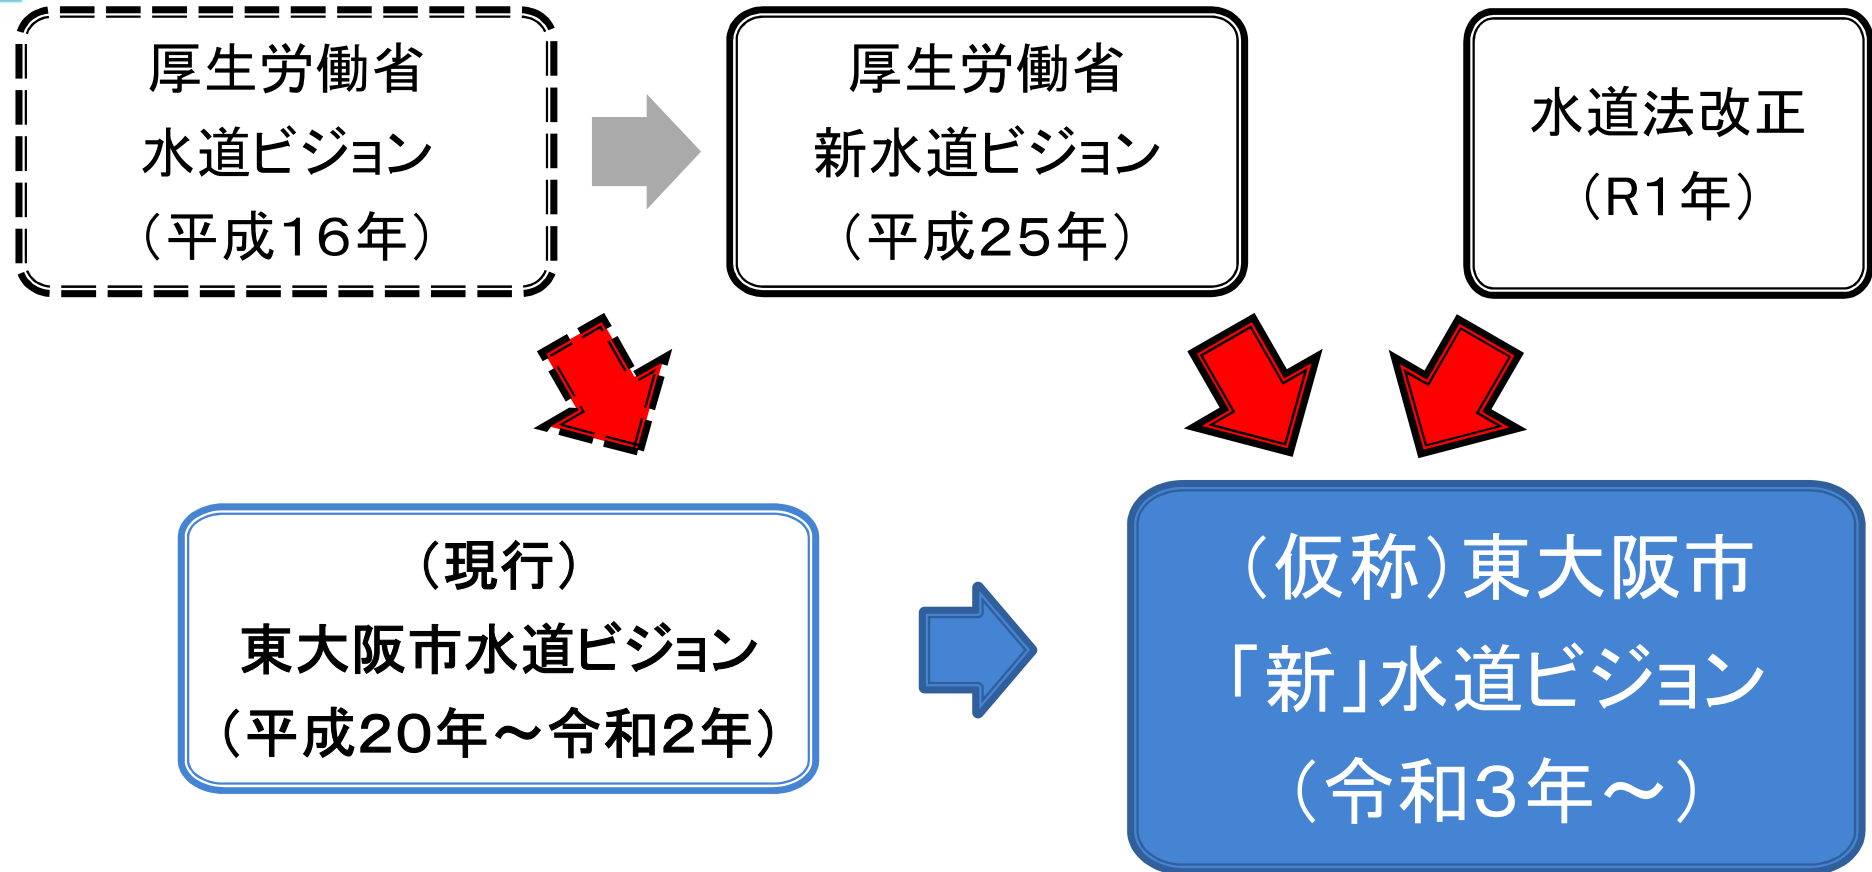 厚生労働省
水道ビジョン
（平成16年）
厚生労働省
新水道ビジョン
（平成25年）
水道法改正
（R1年）
（現行）
東大阪市水道ビジョン
（平成20年～令和2年）
（仮称）東大阪市
「新」水道ビジョン
（令和3年～）